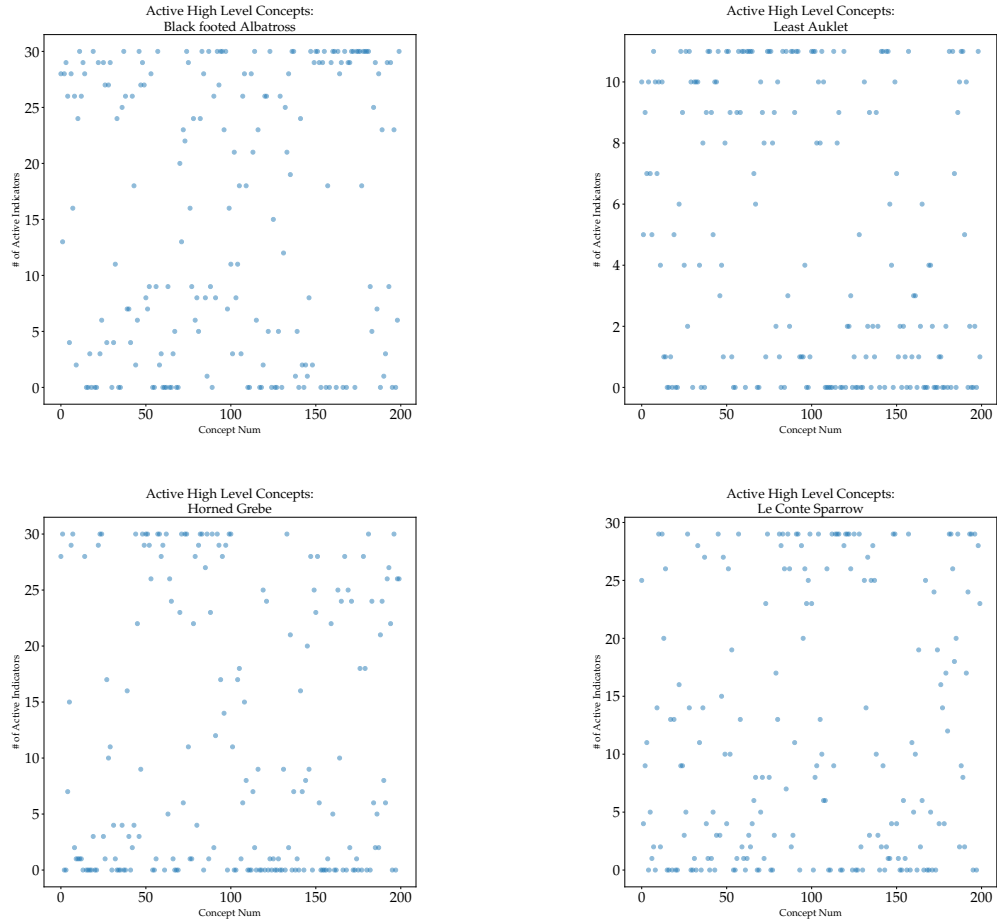 Active High Level Concepts:
Black footed Albatross
30
25
20
15
10
5
0
# of Active Indicators
0 50 100 150 200
Concept Num
Active High Level Concepts:
Least Auklet
10
8
6
4
2
0
# of Active Indicators
0 50 100 150 200
Concept Num
Active High Level Concepts:
Horned Grebe
30
25
20
15
10
5
0
# of Active Indicators
0 50 100 150 200
Concept Num
Active High Level Concepts:
Le Conte Sparrow
30
25
20
15
10
5
0
# of Active Indicators
0 50 100 150 200
Concept Num